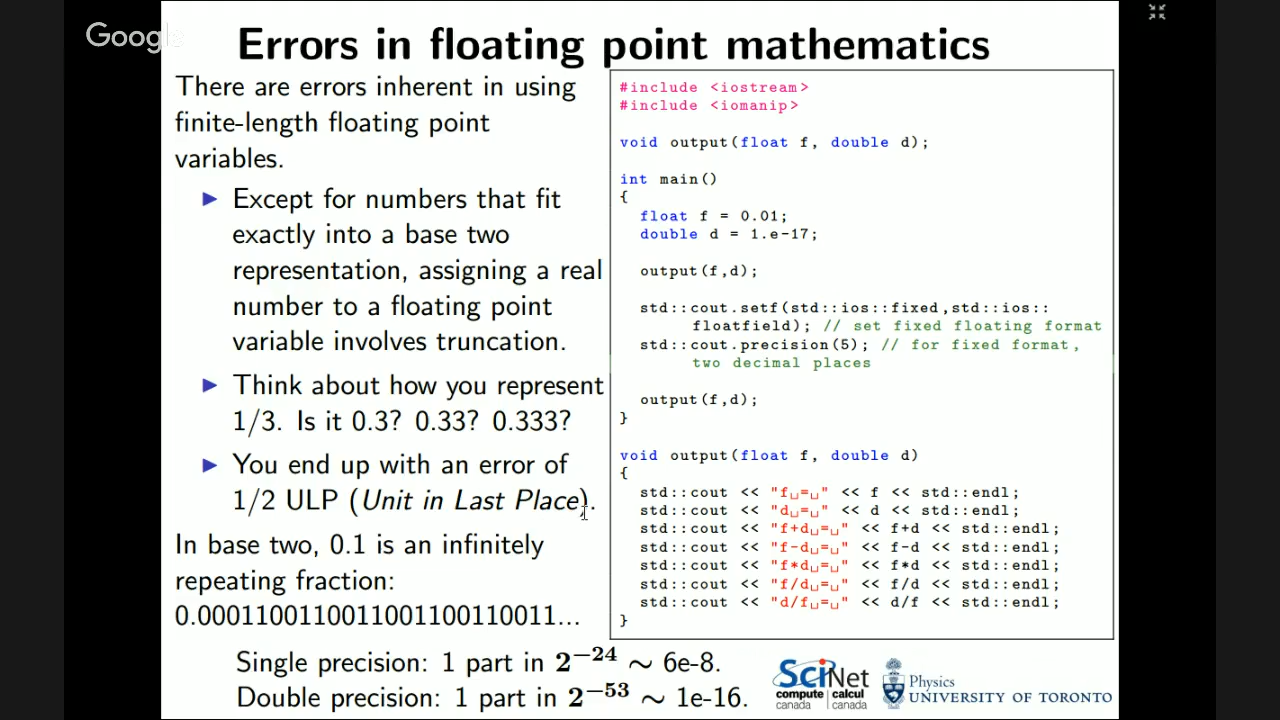 Google
Errors in floating point mathematics
There are errors inherent in using
finite-length floating point
variables.
▶ Except for numbers that fit
exactly into a base two
representation, assigning a real
number to a floating point
variable involves truncation.
▶ Think about how you represent
1/3. Is it 0.3? 0.33? 0.333?
▶ You end up with an error of
1/2 ULP (Unit in Last Place).
In base two, 0.1 is an infinitely
repeating fraction:
0.00011001100110011001100110011...
Single precision: 1 part in 2^−24 ∼ 6e-8.
Double precision: 1 part in 2^−53 ∼ 1e-16.
#include <iostream>
#include <iomanip>
void output(float f, double d);
int main()
{
float f = 0.01;
double d = 1.e-17;
output(f,d);
std::cout.setf(std::ios::fixed,std::ios::
floatfield); // set fixed floating format
std::cout.precision(5); // for fixed format,
two decimal places
output(f,d);
}
void output(float f, double d)
{
std::cout << "f␣=␣" << f << std::endl;
std::cout << "d␣=␣" << d << std::endl;
std::cout << "f+d␣=␣" << f+d << std::endl;
std::cout << "f-d␣=␣" << f-d << std::endl;
std::cout << "f*d␣=␣" << f*d << std::endl;
std::cout << "f/d␣=␣" << f/d << std::endl;
std::cout << "d/f␣=␣" << d/f << std::endl;
}
SciNet
compute | calcul
canada | canada
Physics
UNIVERSITY OF TORONTO